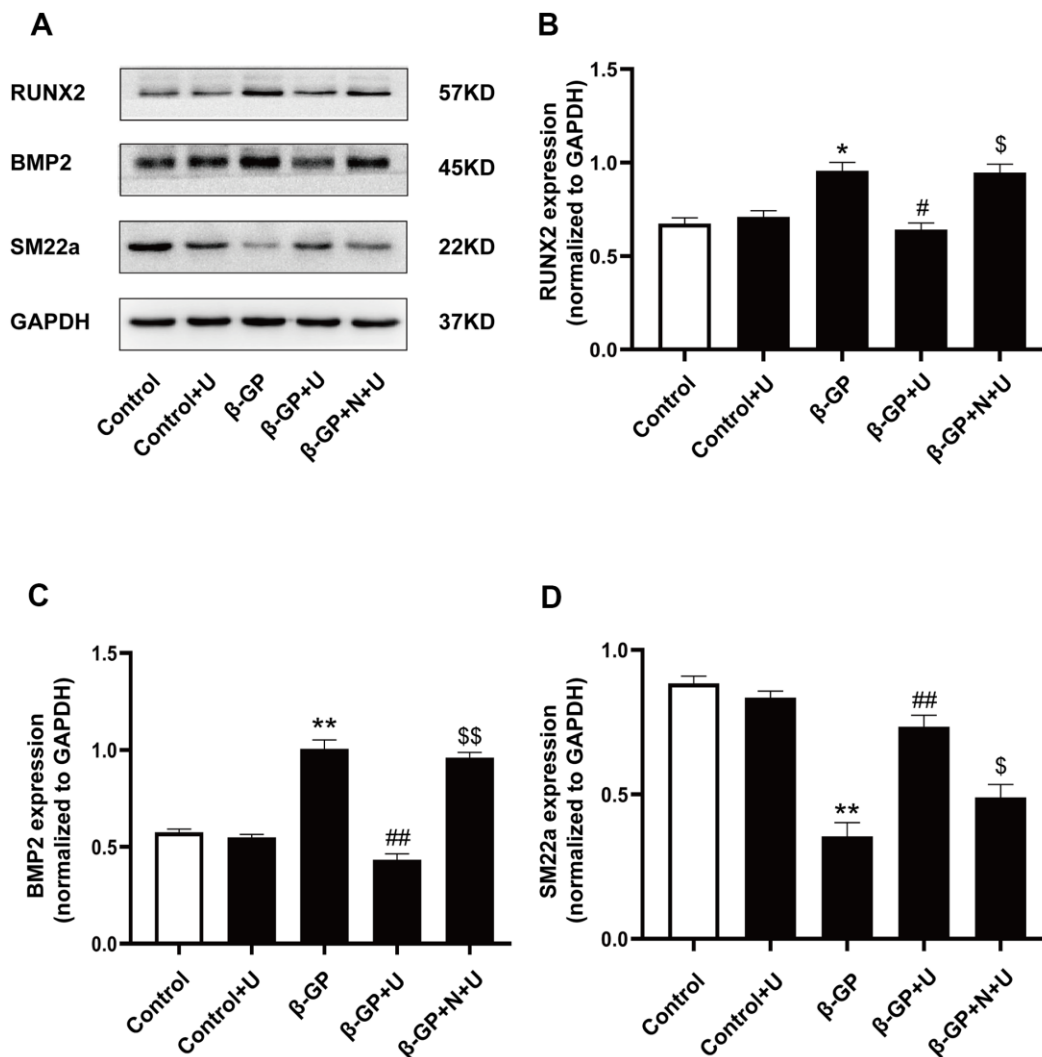 A
RUNX2 57KD
BMP2 45KD
SM22a 22KD
GAPDH 37KD
Control
Control+U
β-GP
β-GP+U
β-GP+N+U
B
RUNX2 expression
(normalized to GAPDH)
1.5
1.0
0.5
0.0
*
#
$
Control
Control+U
β-GP
β-GP+U
β-GP+N+U
C
BMP2 expression
(normalized to GAPDH)
1.5
1.0
0.5
0.0
**
##
$$
Control
Control+U
β-GP
β-GP+U
β-GP+N+U
D
SM22a expression
(normalized to GAPDH)
1.0
0.5
0.0
**
##
$
Control
Control+U
β-GP
β-GP+U
β-GP+N+U